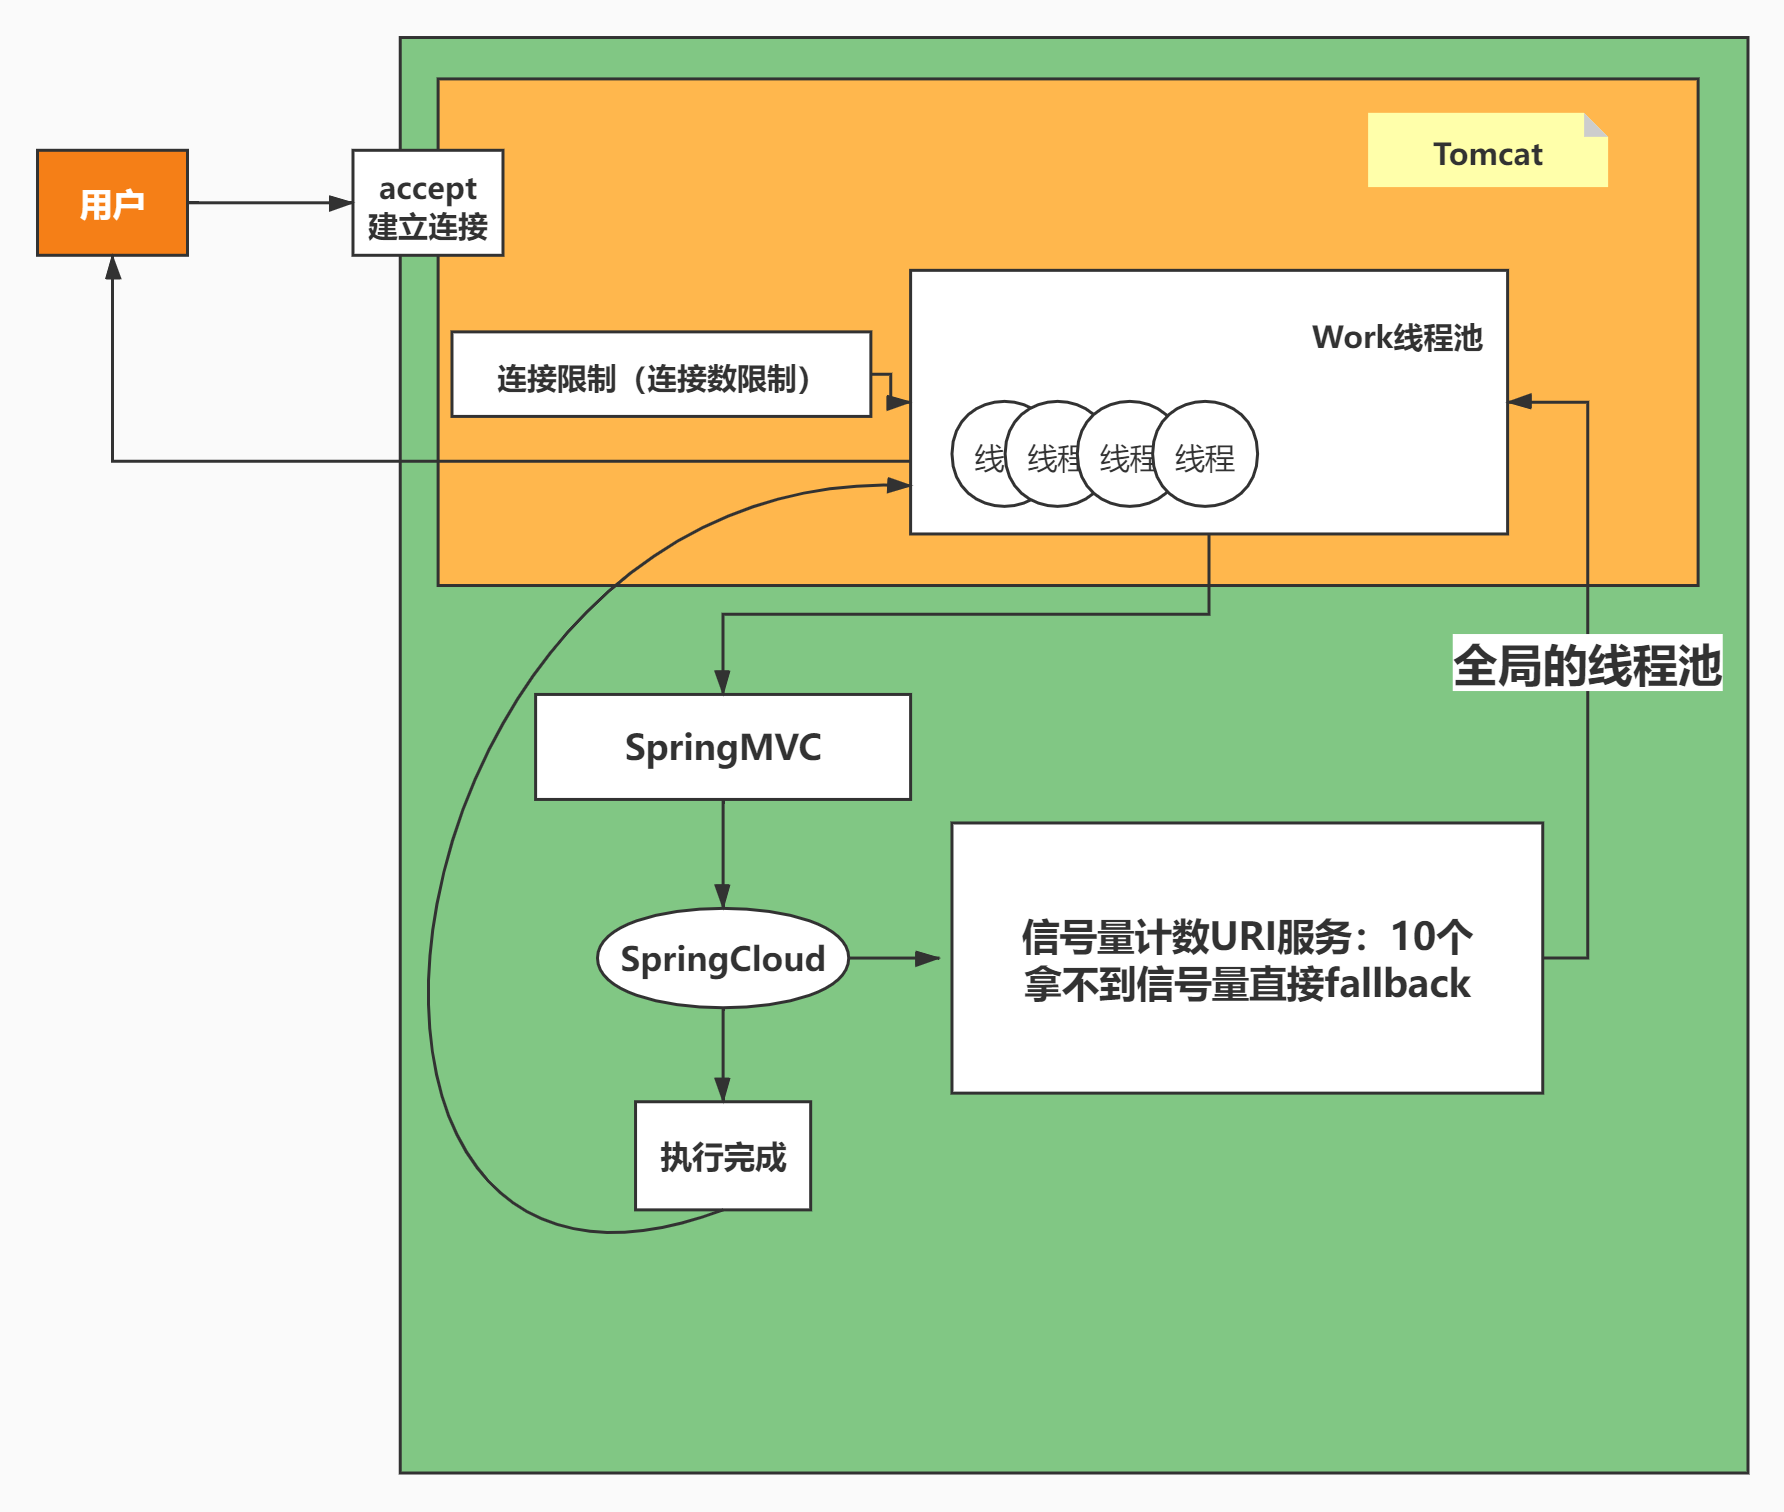 Tomcat
用户
accept
建立连接
Work线程池
连接限制（连接数限制）
线
线程
线程
线程
全局的线程池
SpringMVC
信号量计数URI服务：10个
拿不到信号量直接fallback
SpringCloud
执行完成